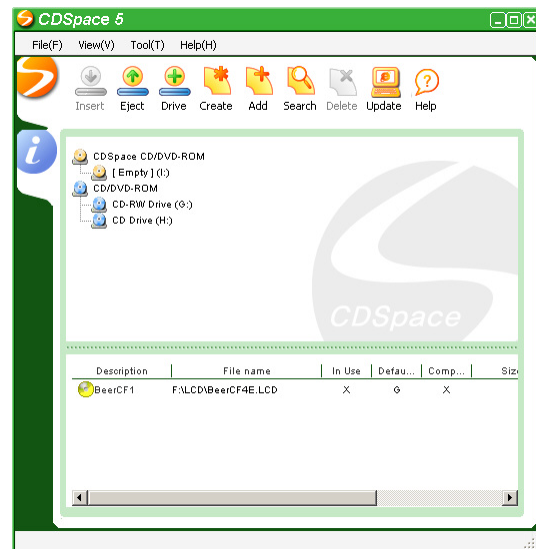 CDSpace 5
File(F) View(V) Tool(T) Help(H)
Insert Eject Drive Create Add Search Delete Update Help
CDSpace CD/DVD-ROM
[ Empty ] (I:)
CD/DVD-ROM
CD-RW Drive (G:)
CD Drive (H:)
CDSpace
Description File name In Use Defau... Comp... Size
BeerCF1 F:\LCD\BeerCF4E.LCD X G X